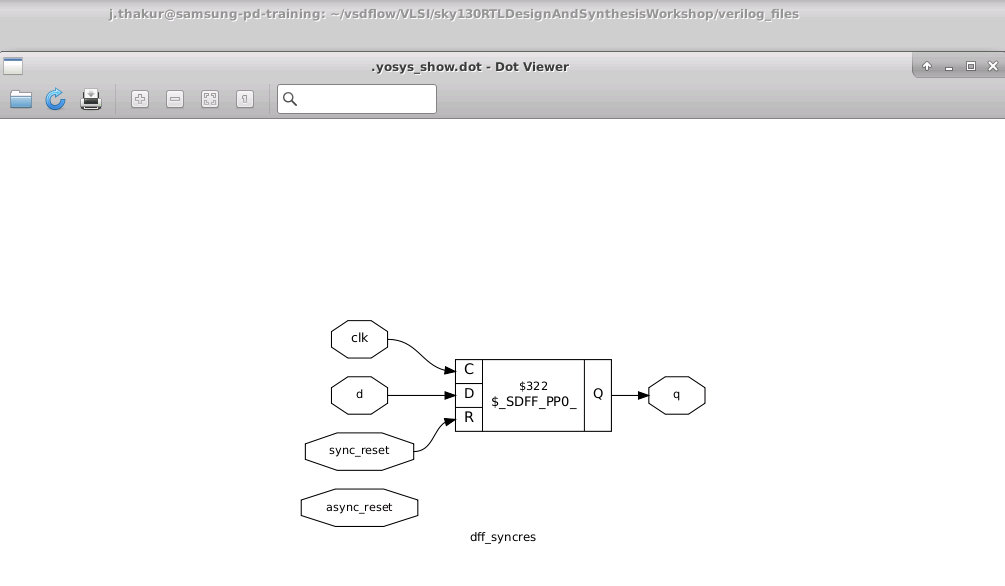 j.thakur@samsung-pd-training: ~/vsdflow/VLSI/sky130RTLDesignAndSynthesisWorkshop/verilog_files
.yosys_show.dot - Dot Viewer
clk
C
d
D
$322
$_SDFF_PP0_
Q
q
R
sync_reset
async_reset
dff_syncres